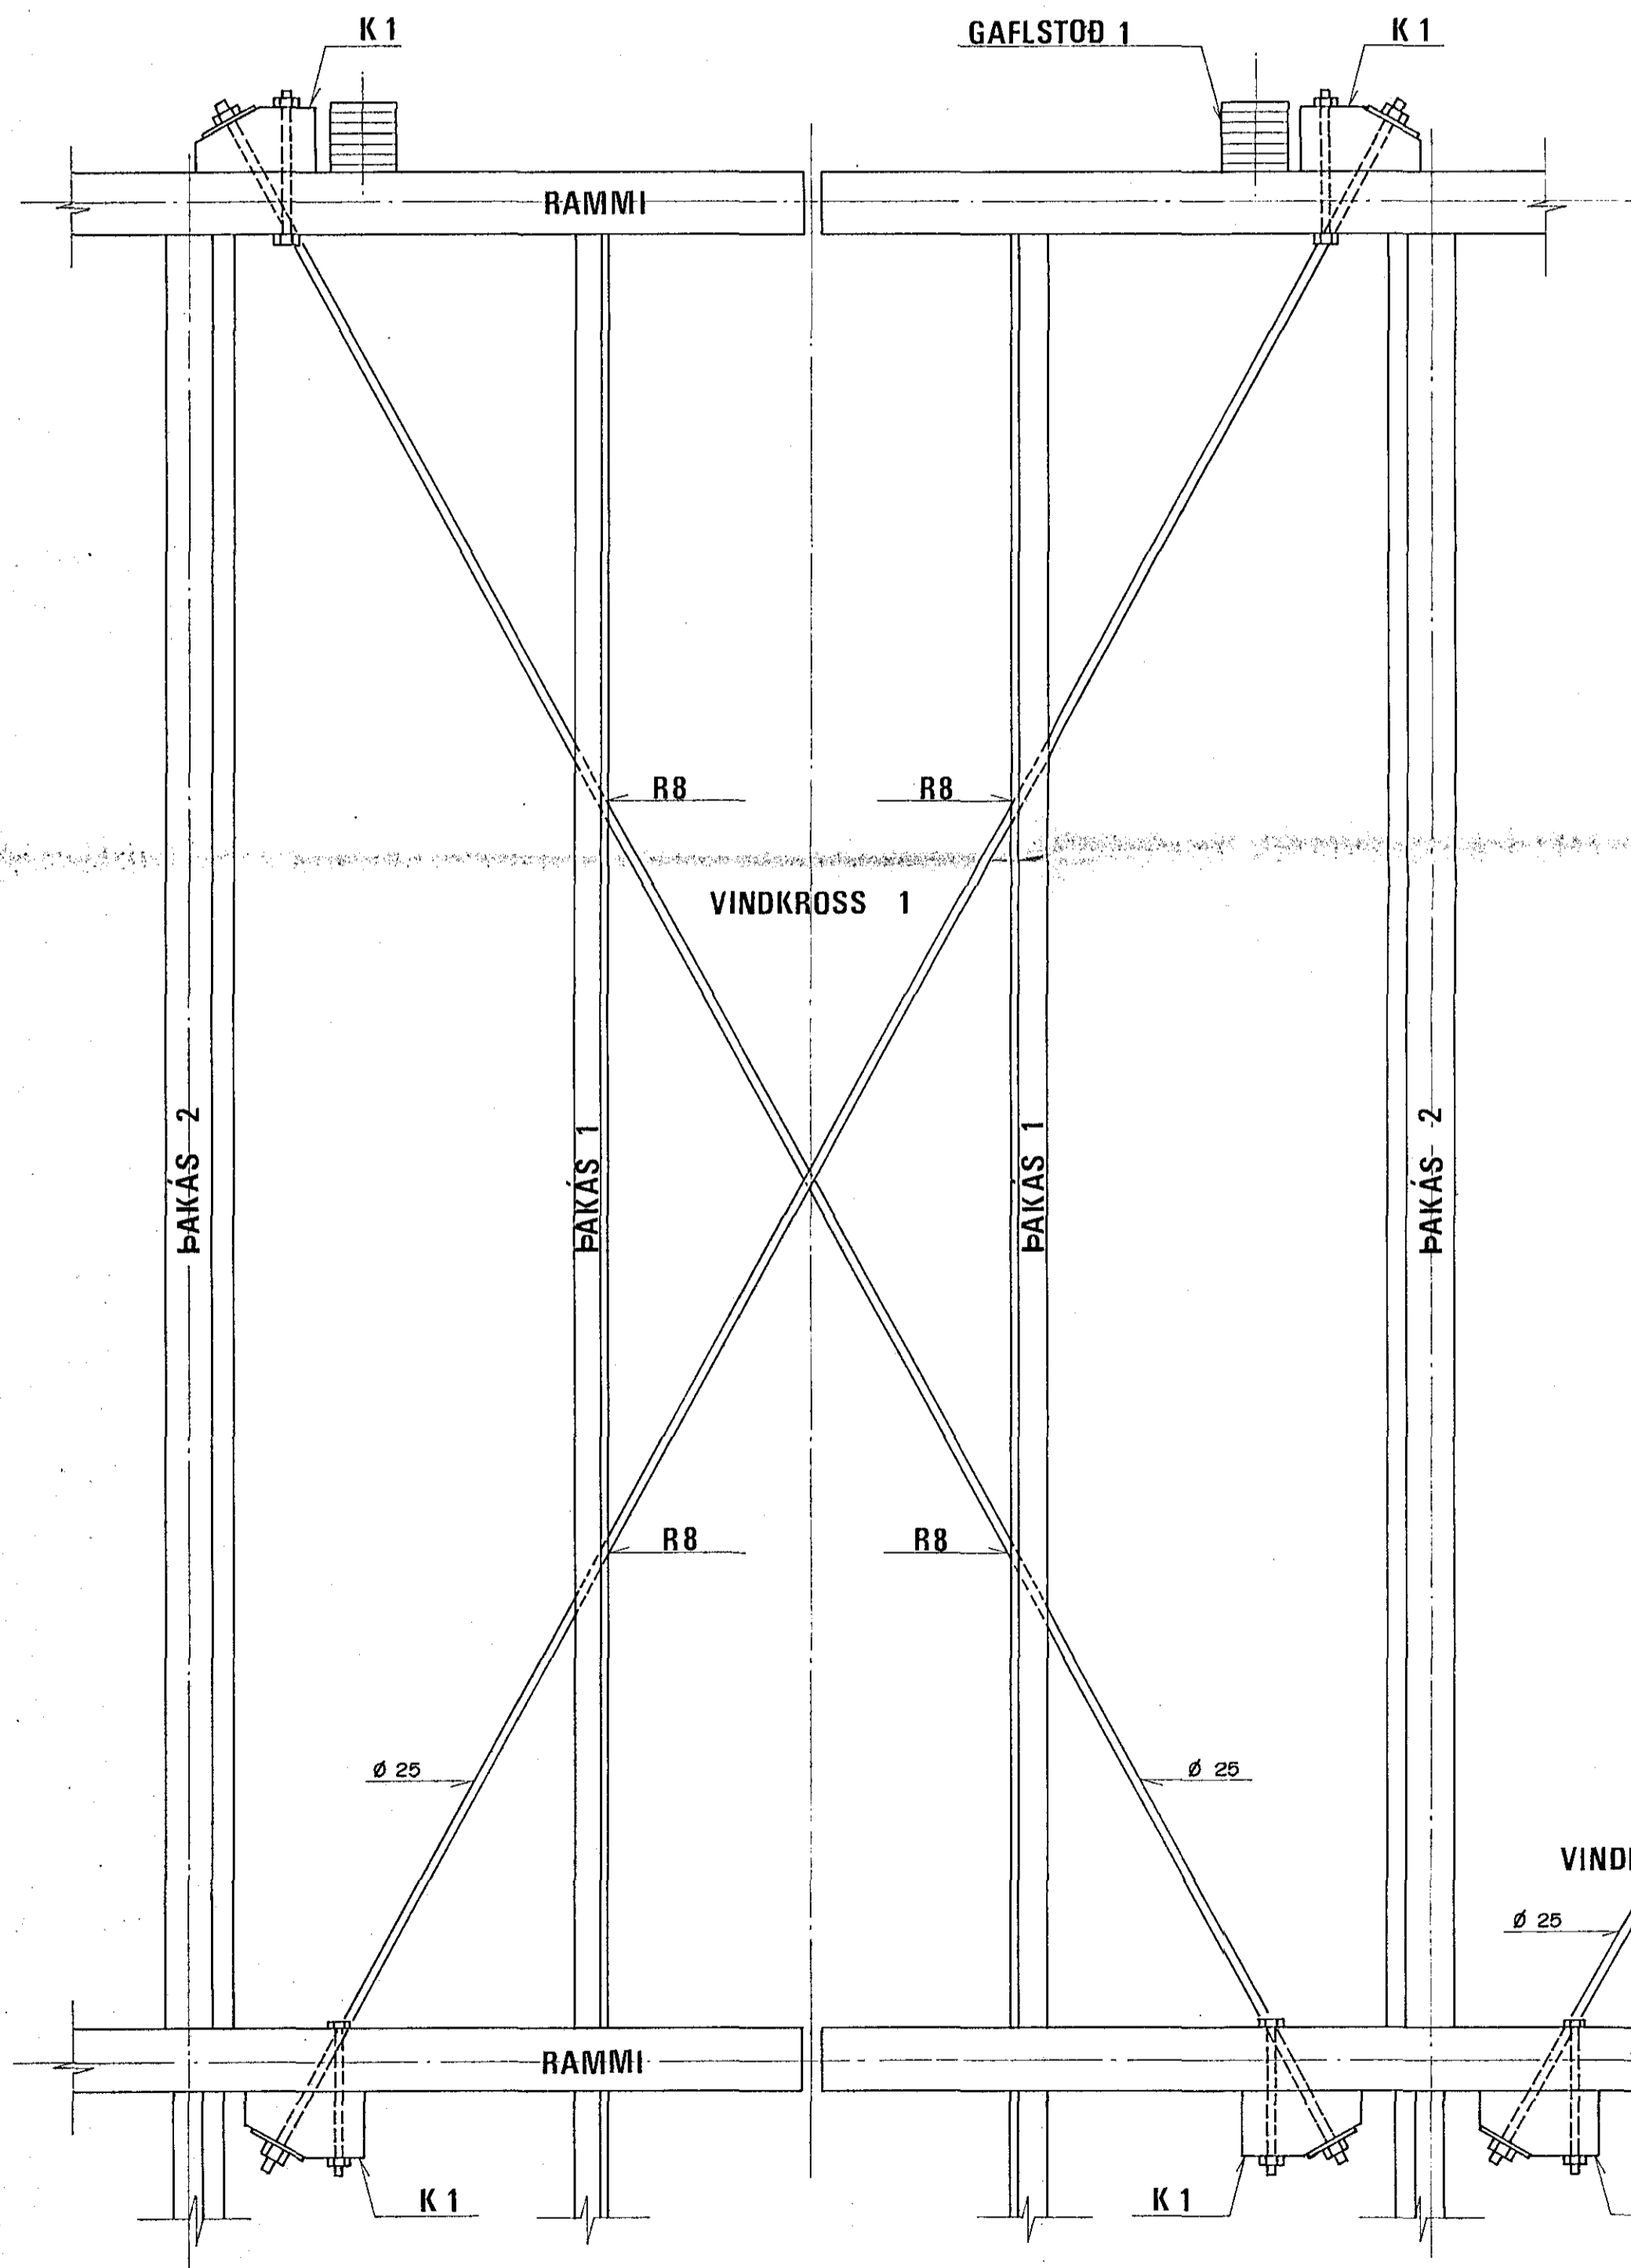 K 1
GAFLSTOÐ 1
K 1
RAMMI
R8
R8
VINDKROSS 1
ÞAKÁS 2
ÞAKÁS 1
ÞAKÁS 1
ÞAKÁS 2
R8
R8
Ø 25
Ø 25
Ø 25
RAMMI
K 1
K 1